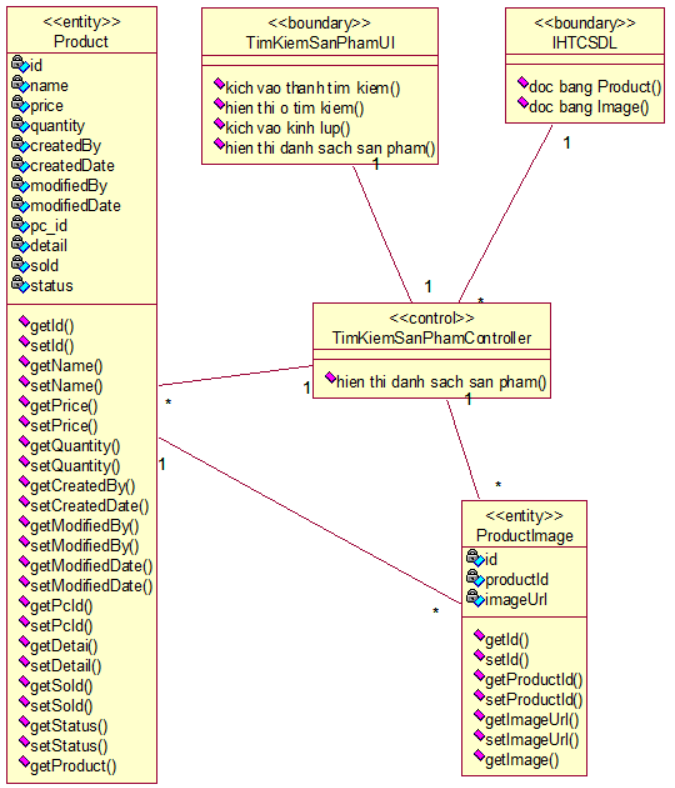 <<entity>>
Product
id
name
price
quantity
createdBy
createdDate
modifiedBy
modifiedDate
pc_id
detail
sold
status
getId()
setId()
getName()
setName()
getPrice()
setPrice()
getQuantity()
setQuantity()
getCreatedBy()
setCreatedDate()
getModifiedBy()
setModifiedBy()
getModifiedDate()
setModifiedDate()
getPcId()
setPcId()
getDetai()
setDetail()
getSold()
setSold()
getStatus()
setStatus()
getProduct()
<<boundary>>
TimKiemSanPhamUI
kich vao thanh tim kiem()
hien thi o tim kiem()
kich vao kinh lup()
hien thi danh sach san pham()
1
<<boundary>>
IHTCSDL
doc bang Product()
doc bang Image()
1
1
*
<<control>>
TimKiemSanPhamController
hien thi danh sach san pham()
1
1
*
1
*
*
<<entity>>
ProductImage
id
productId
imageUrl
getId()
setId()
getProductId()
setProductId()
getImageUrl()
setImageUrl()
getImage()